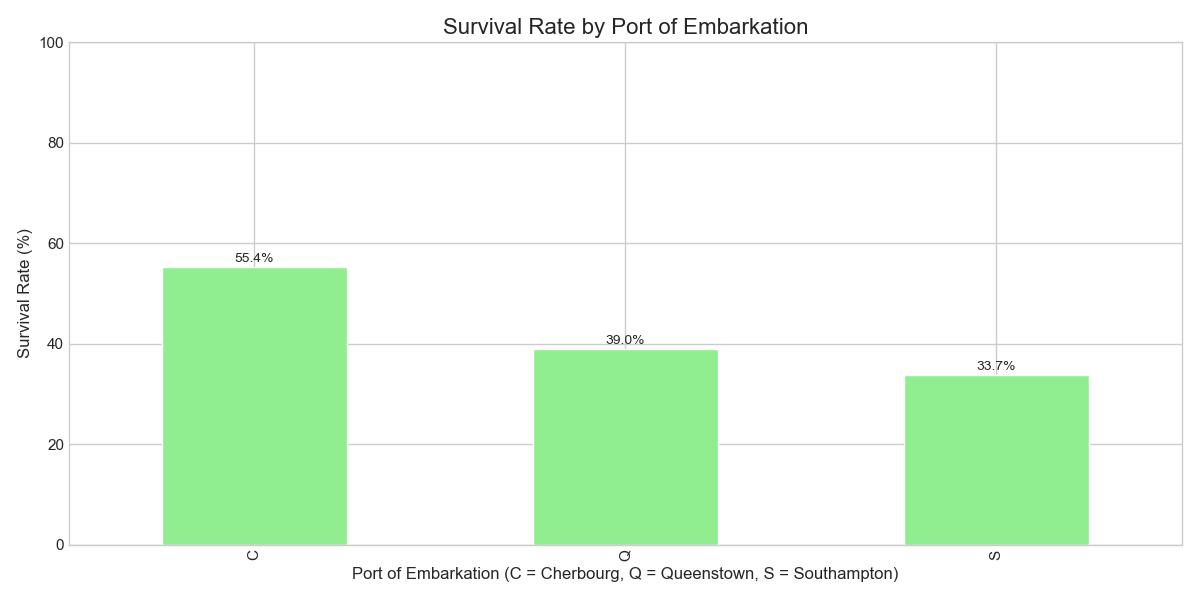 Survival Rate by Port of Embarkation
Survival Rate (%)
100
80
60
40
20
0
55.4%
39.0%
33.7%
C
Q
S
Port of Embarkation (C = Cherbourg, Q = Queenstown, S = Southampton)